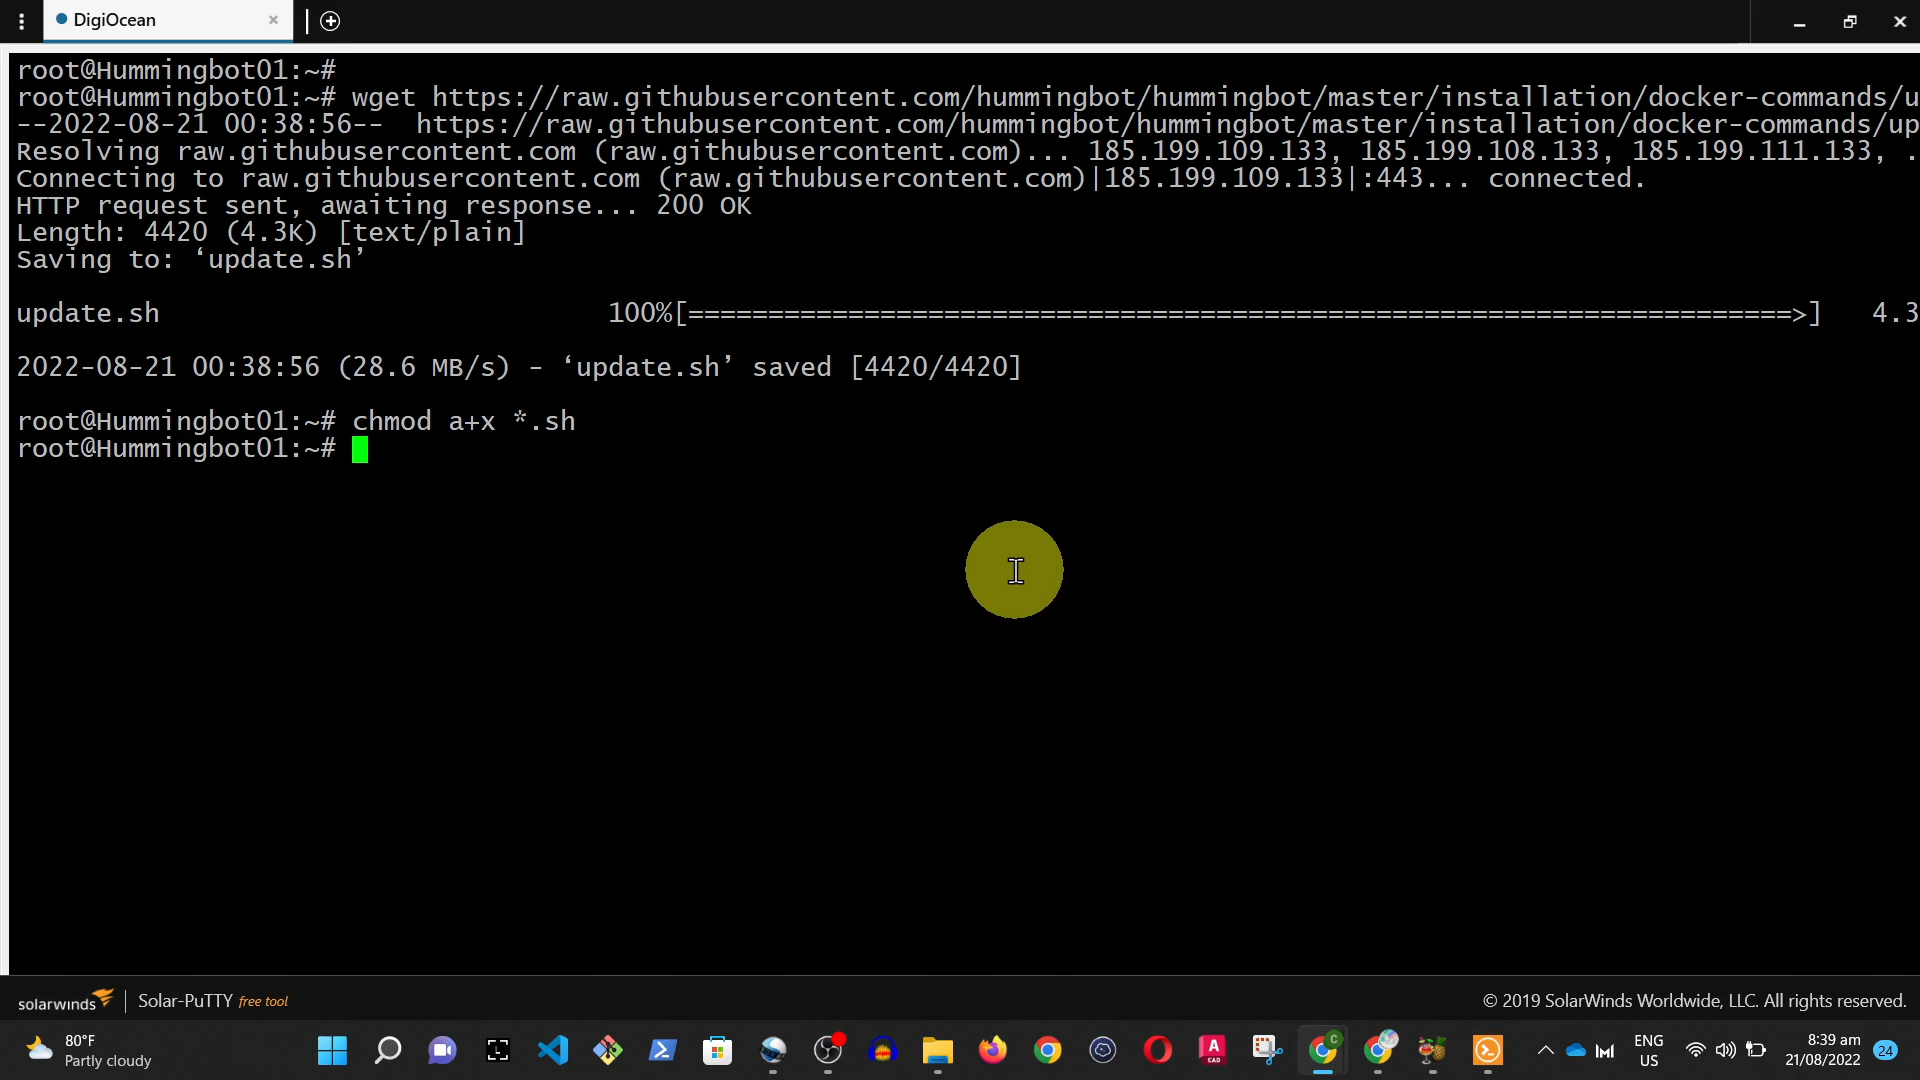 DigiOcean
root@Hummingbot01:~#
root@Hummingbot01:~# wget https://raw.githubusercontent.com/hummingbot/hummingbot/master/installation/docker-commands/u
--2022-08-21 00:38:56--  https://raw.githubusercontent.com/hummingbot/hummingbot/master/installation/docker-commands/up
Resolving raw.githubusercontent.com (raw.githubusercontent.com)... 185.199.109.133, 185.199.108.133, 185.199.111.133, .
Connecting to raw.githubusercontent.com (raw.githubusercontent.com)|185.199.109.133|:443... connected.
HTTP request sent, awaiting response... 200 OK
Length: 4420 (4.3K) [text/plain]
Saving to: ‘update.sh’
update.sh 100%[=====================================================================>] 4.3
2022-08-21 00:38:56 (28.6 MB/s) - ‘update.sh’ saved [4420/4420]
root@Hummingbot01:~# chmod a+x *.sh
root@Hummingbot01:~#
solarwinds | Solar-PuTTY free tool © 2019 SolarWinds Worldwide, LLC. All rights reserved.
80°F
Partly cloudy
A
CAD
C
ENG
US
8:39 am
21/08/2022
24